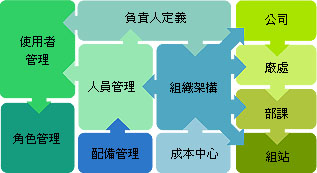 使用者
管理
負責人定義
公司
廠處
人員管理
組織架構
部課
角色管理
配備管理
成本中心
組站